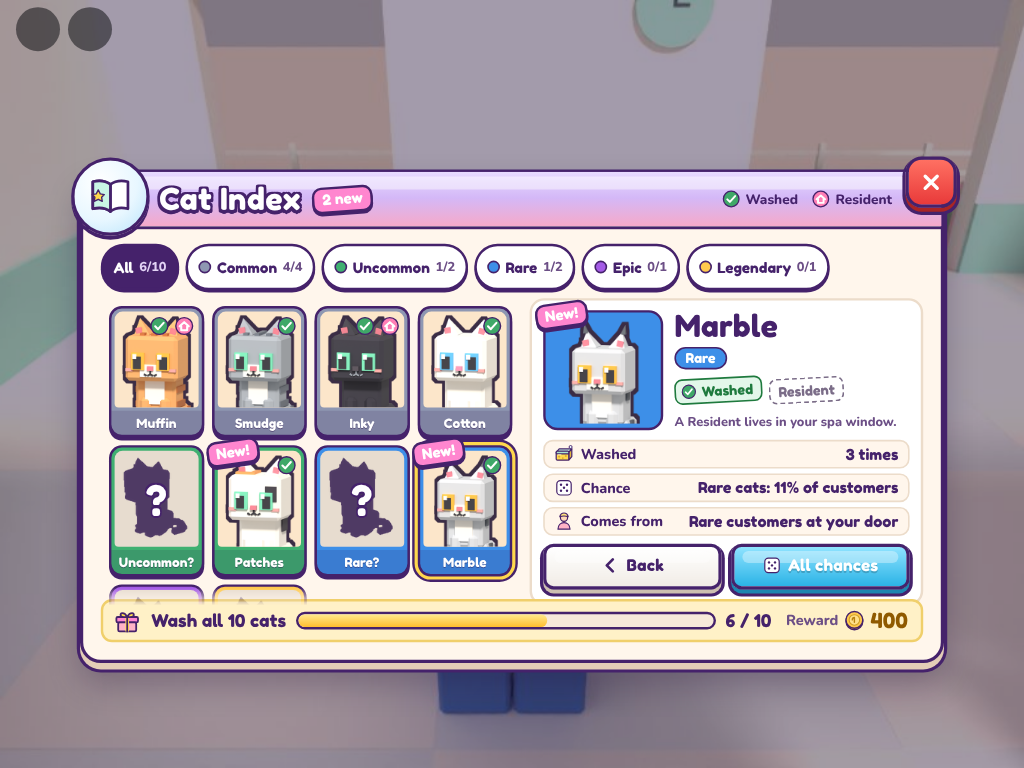 Cat Index
2 new
Washed
Resident
All 6/10
Common 4/4
Uncommon 1/2
Rare 1/2
Epic 0/1
Legendary 0/1
Muffin
Smudge
Inky
Cotton
?
Uncommon?
New!
Patches
?
Rare?
New!
Marble
New!
Marble
Rare
Washed
Resident
A Resident lives in your spa window.
Washed 3 times
Chance Rare cats: 11% of customers
Comes from Rare customers at your door
Back
All chances
Wash all 10 cats
6 / 10
Reward 400